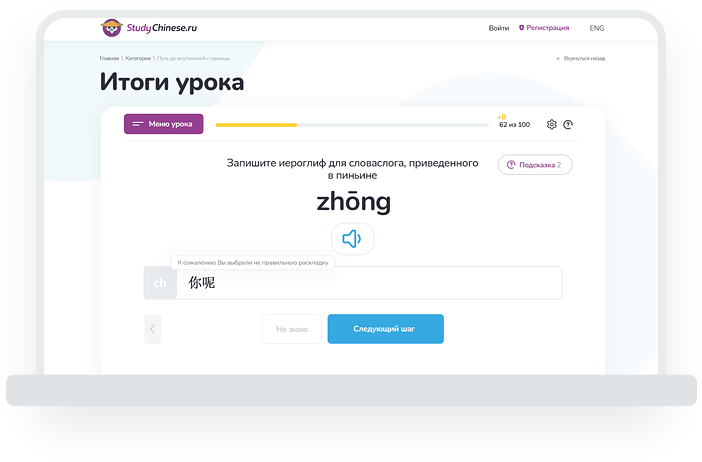 StudyChinese.ru
Войти
Регистрация
ENG
Главная \ Категория \ Путь до внутренней старницы
Вернуться назад
Итоги урока
Меню урока
+8
62 из 100
Запишите иероглиф для словаслога, приведенного
в пиньине
Подсказка 2
zhōng
К сожалению Вы выбрали не правильную раскладку
ch
你呢
Не знаю
Следующий шаг